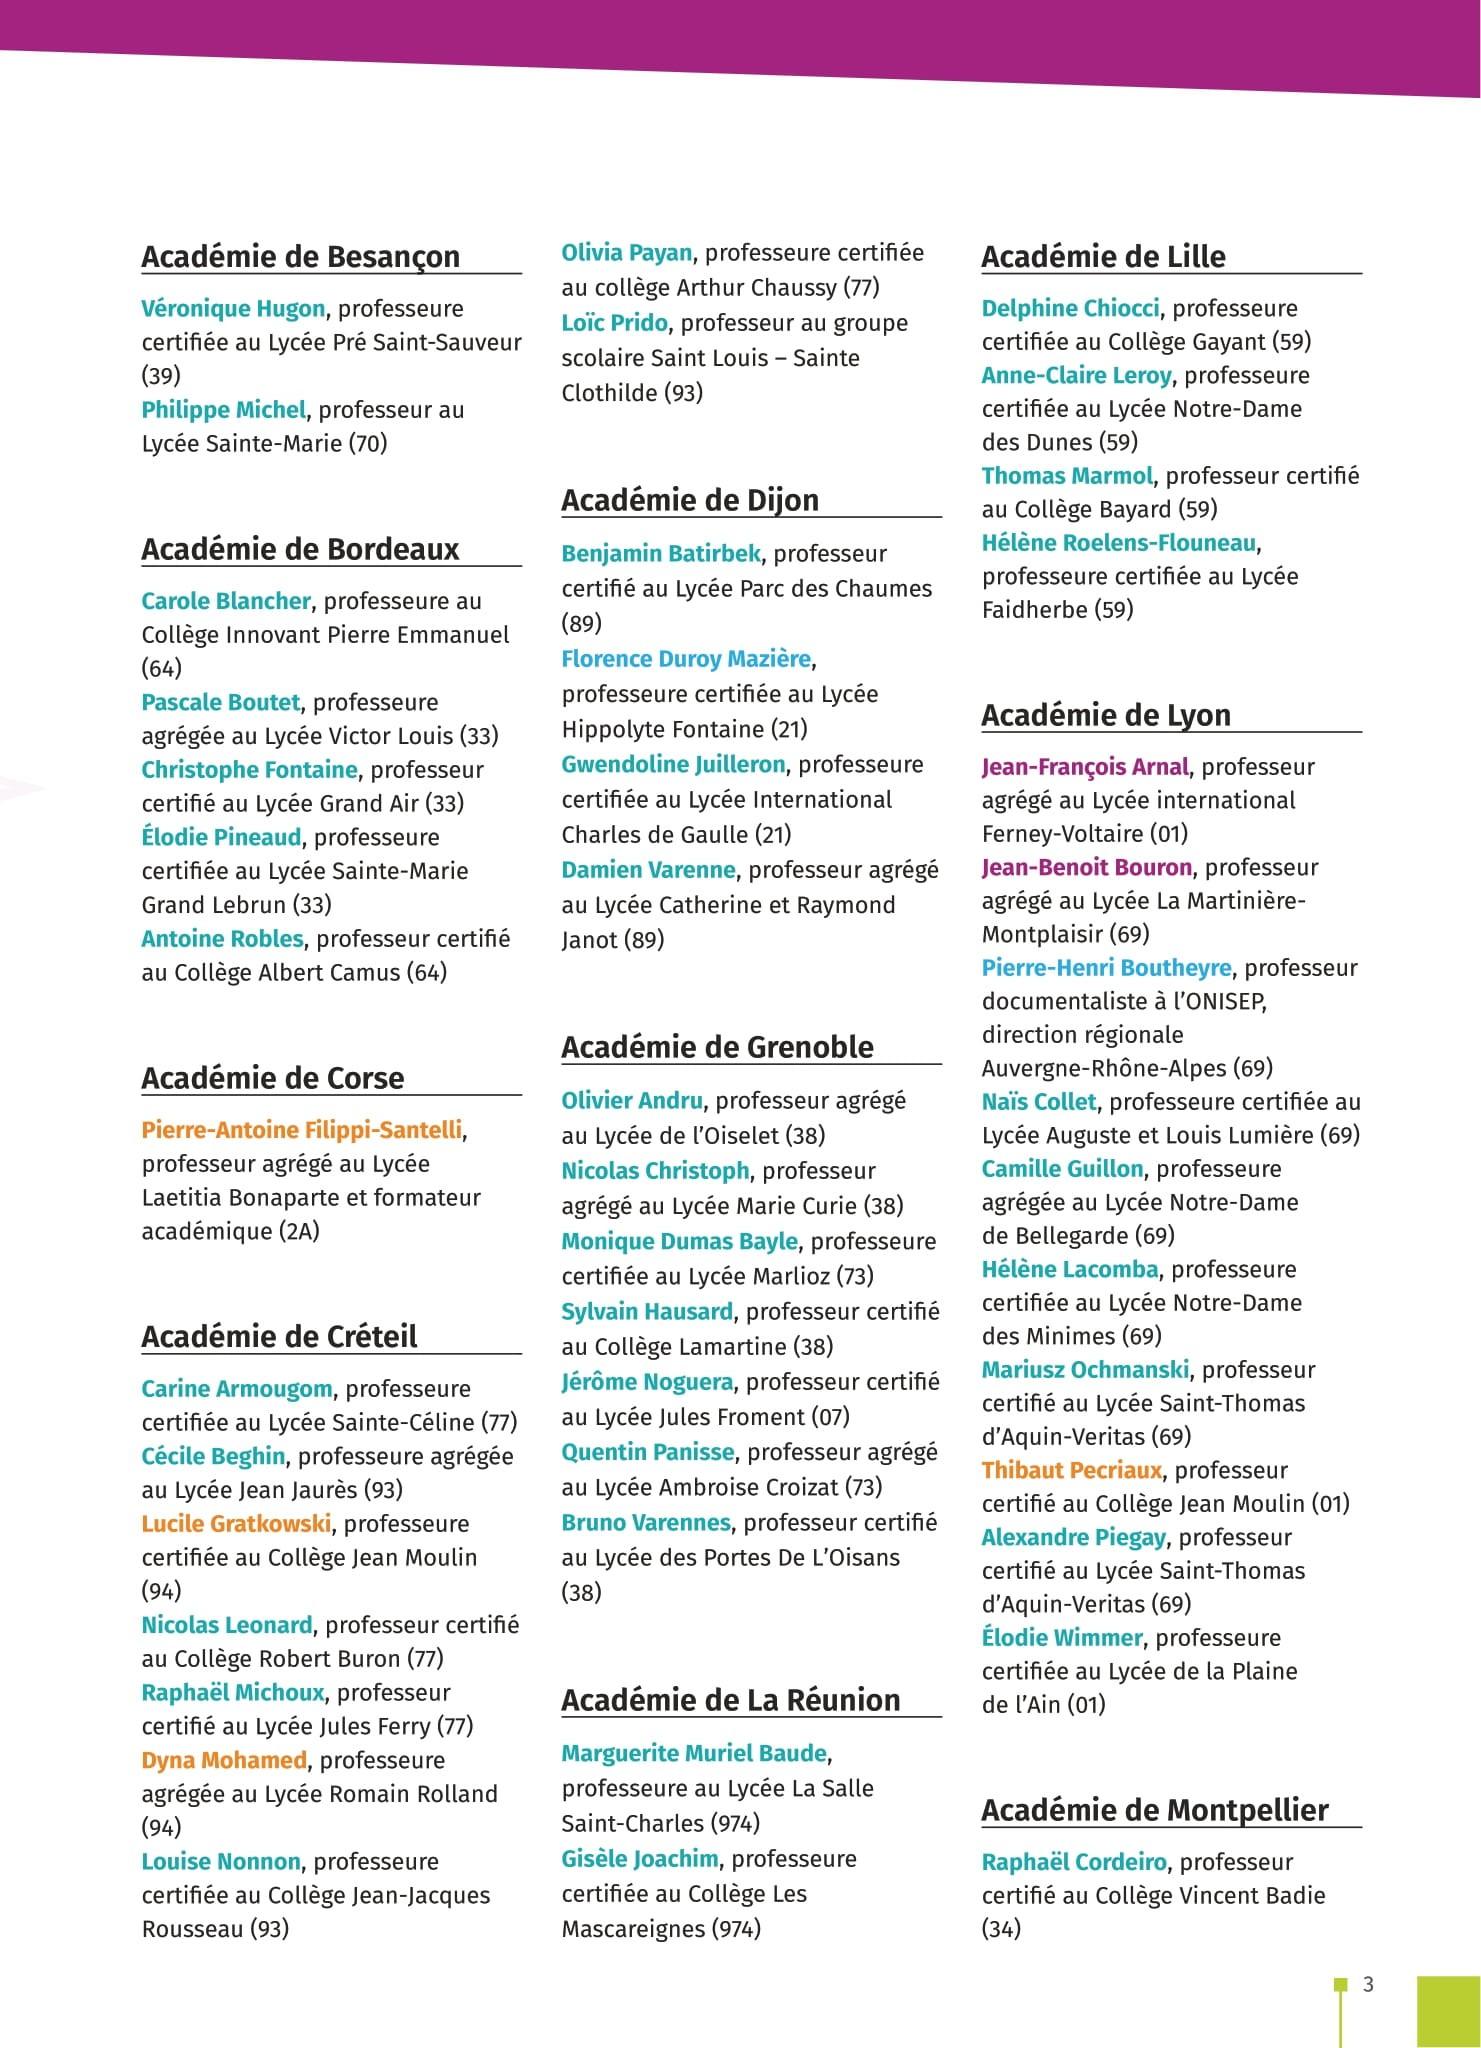 Académie de Besançon
Véronique Hugon, professeure
certifiée au Lycée Pré Saint-Sauveur
(39)
Philippe Michel, professeur au
Lycée Sainte-Marie (70)
Académie de Bordeaux
Carole Blancher, professeure au
Collège Innovant Pierre Emmanuel
(64)
Pascale Boutet, professeure
agrégée au Lycée Victor Louis (33)
Christophe Fontaine, professeur
certifié au Lycée Grand Air (33)
Élodie Pineaud, professeure
certifiée au Lycée Sainte-Marie
Grand Lebrun (33)
Antoine Robles, professeur certifié
au Collège Albert Camus (64)
Académie de Corse
Pierre-Antoine Filippi-Santelli,
professeur agrégé au Lycée
Laetitia Bonaparte et formateur
académique (2A)
Académie de Créteil
Carine Armougom, professeure
certifiée au Lycée Sainte-Céline (77)
Cécile Beghin, professeure agrégée
au Lycée Jean Jaurès (93)
Lucile Gratkowski, professeure
certifiée au Collège Jean Moulin
(94)
Nicolas Leonard, professeur certifié
au Collège Robert Buron (77)
Raphaël Michoux, professeur
certifié au Lycée Jules Ferry (77)
Dyna Mohamed, professeure
agrégée au Lycée Romain Rolland
(94)
Louise Nonnon, professeure
certifiée au Collège Jean-Jacques
Rousseau (93)
Olivia Payan, professeure certifiée
au collège Arthur Chaussy (77)
Loïc Prido, professeur au groupe
scolaire Saint Louis – Sainte
Clothilde (93)
Académie de Dijon
Benjamin Batirbek, professeur
certifié au Lycée Parc des Chaumes
(89)
Florence Duroy Mazière,
professeure certifiée au Lycée
Hippolyte Fontaine (21)
Gwendoline Juilleron, professeure
certifiée au Lycée International
Charles de Gaulle (21)
Damien Varenne, professeur agrégé
au Lycée Catherine et Raymond
Janot (89)
Académie de Grenoble
Olivier Andru, professeur agrégé
au Lycée de l’Oiselet (38)
Nicolas Christoph, professeur
agrégé au Lycée Marie Curie (38)
Monique Dumas Bayle, professeure
certifiée au Lycée Marlioz (73)
Sylvain Hausard, professeur certifié
au Collège Lamartine (38)
Jérôme Noguera, professeur certifié
au Lycée Jules Froment (07)
Quentin Panisse, professeur agrégé
au Lycée Ambroise Croizat (73)
Bruno Varennes, professeur certifié
au Lycée des Portes De L’Oisans
(38)
Académie de La Réunion
Marguerite Muriel Baude,
professeure au Lycée La Salle
Saint-Charles (974)
Gisèle Joachim, professeure
certifiée au Collège Les
Mascareignes (974)
Académie de Lille
Delphine Chiocci, professeure
certifiée au Collège Gayant (59)
Anne-Claire Leroy, professeure
certifiée au Lycée Notre-Dame
des Dunes (59)
Thomas Marmol, professeur certifié
au Collège Bayard (59)
Hélène Roelens-Flouneau,
professeure certifiée au Lycée
Faidherbe (59)
Académie de Lyon
Jean-François Arnal, professeur
agrégé au Lycée international
Ferney-Voltaire (01)
Jean-Benoit Bouron, professeur
agrégé au Lycée La Martinière-
Montplaisir (69)
Pierre-Henri Boutheyre, professeur
documentaliste à l’ONISEP,
direction régionale
Auvergne-Rhône-Alpes (69)
Naïs Collet, professeure certifiée au
Lycée Auguste et Louis Lumière (69)
Camille Guillon, professeure
agrégée au Lycée Notre-Dame
de Bellegarde (69)
Hélène Lacomba, professeure
certifiée au Lycée Notre-Dame
des Minimes (69)
Mariusz Ochmanski, professeur
certifié au Lycée Saint-Thomas
d’Aquin-Veritas (69)
Thibaut Pecriaux, professeur
certifié au Collège Jean Moulin (01)
Alexandre Piegay, professeur
certifié au Lycée Saint-Thomas
d’Aquin-Veritas (69)
Élodie Wimmer, professeure
certifiée au Lycée de la Plaine
de l’Ain (01)
Académie de Montpellier
Raphaël Cordeiro, professeur
certifié au Collège Vincent Badie
(34)
3